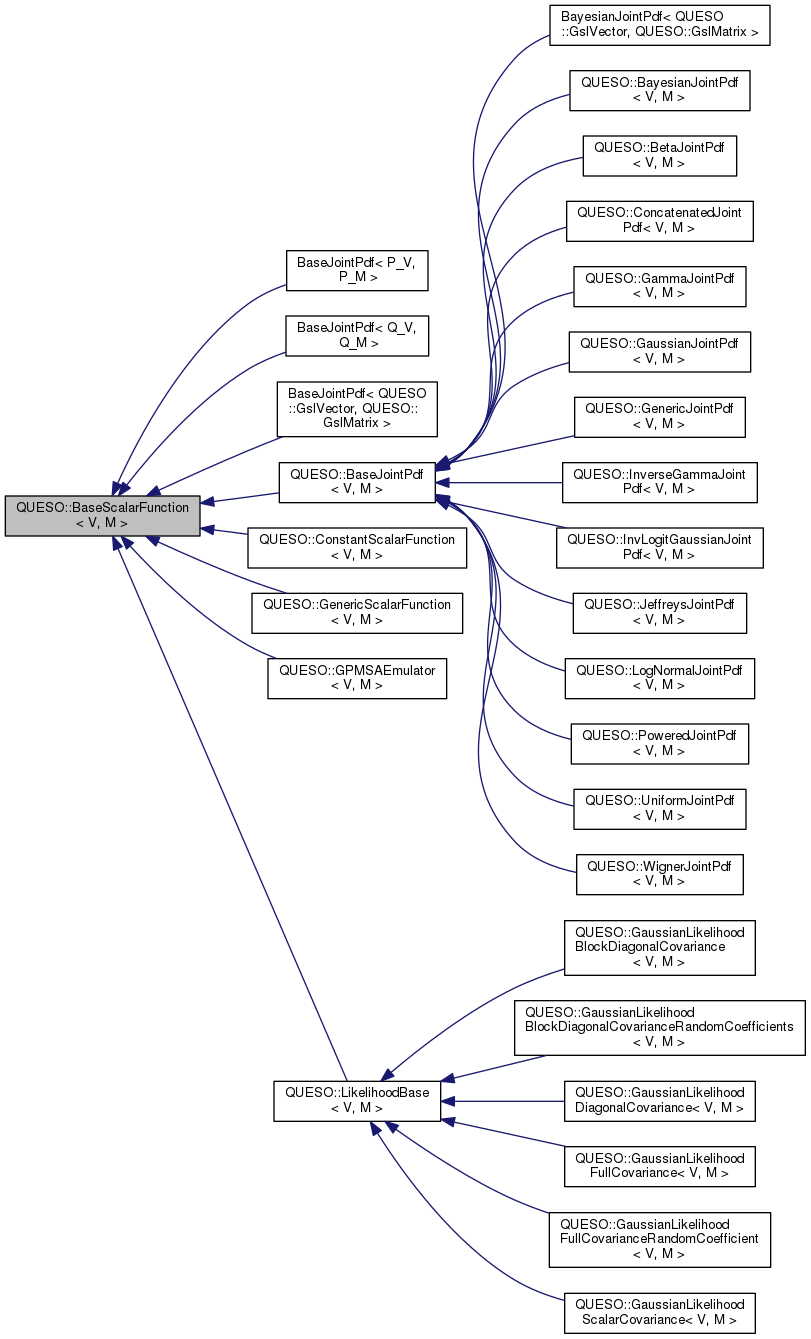 BayesianJointPdf< QUESO
::GslVector, QUESO::GslMatrix >
QUESO::BayesianJointPdf
< V, M >
QUESO::BetaJointPdf
< V, M >
QUESO::ConcatenatedJoint
Pdf< V, M >
QUESO::GammaJointPdf
< V, M >
QUESO::GaussianJointPdf
< V, M >
QUESO::GenericJointPdf
< V, M >
QUESO::InverseGammaJoint
Pdf< V, M >
QUESO::InvLogitGaussianJoint
Pdf< V, M >
QUESO::JeffreysJointPdf
< V, M >
QUESO::LogNormalJointPdf
< V, M >
QUESO::PoweredJointPdf
< V, M >
QUESO::UniformJointPdf
< V, M >
QUESO::WignerJointPdf
< V, M >
BaseJointPdf< P_V,
P_M >
BaseJointPdf< Q_V,
Q_M >
BaseJointPdf< QUESO
::GslVector, QUESO::
GslMatrix >
QUESO::BaseJointPdf
< V, M >
QUESO::BaseScalarFunction
< V, M >
QUESO::ConstantScalarFunction
< V, M >
QUESO::GenericScalarFunction
< V, M >
QUESO::GPMSAEmulator
< V, M >
QUESO::LikelihoodBase
< V, M >
QUESO::GaussianLikelihood
BlockDiagonalCovariance
< V, M >
QUESO::GaussianLikelihood
BlockDiagonalCovarianceRandomCoefficients
< V, M >
QUESO::GaussianLikelihood
DiagonalCovariance< V, M >
QUESO::GaussianLikelihood
FullCovariance< V, M >
QUESO::GaussianLikelihood
FullCovarianceRandomCoefficient
< V, M >
QUESO::GaussianLikelihood
ScalarCovariance< V, M >